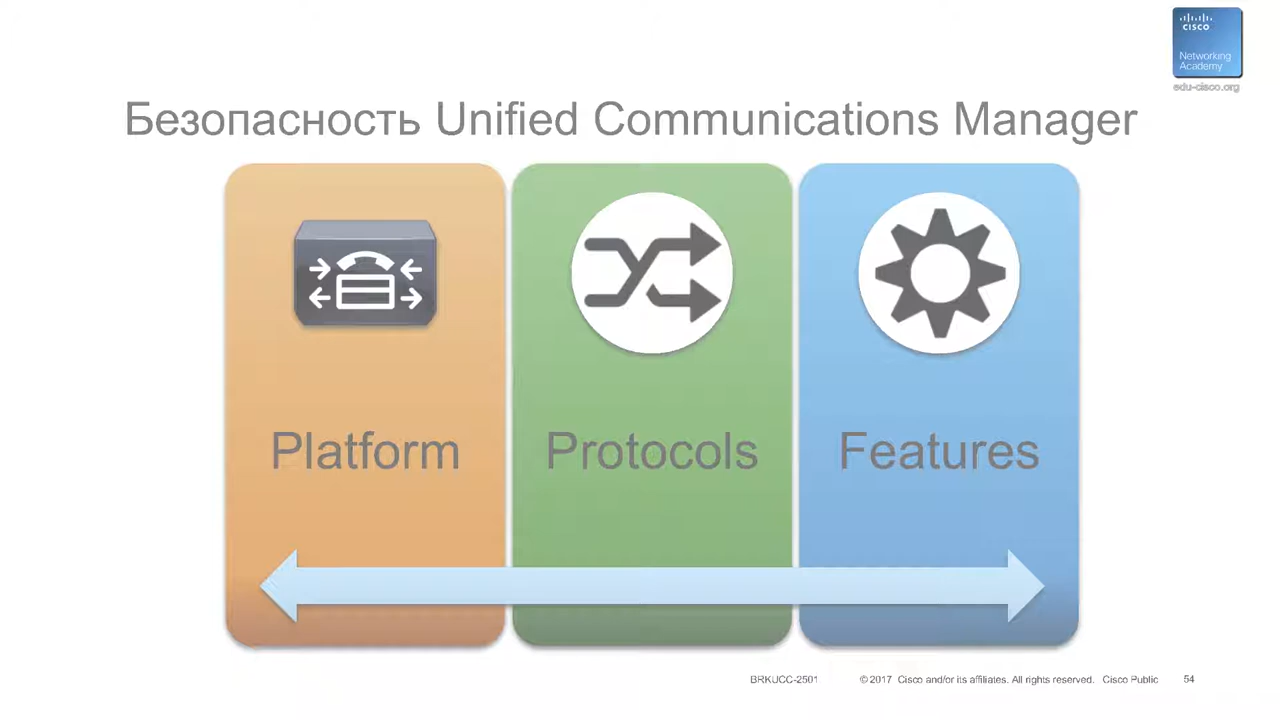 CISCO
Networking
Academy
edu-cisco.org
Безопасность Unified Communications Manager
Platform
Protocols
Features
BRKUCC-2501
© 2017 Cisco and/or its affiliates. All rights reserved. Cisco Public
54